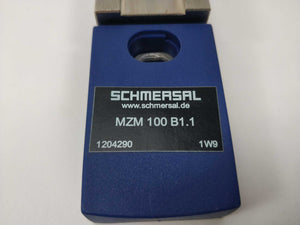 SCHMERSAL
www.schmersal.de
MZM 100 B1.1
1204290 1W9